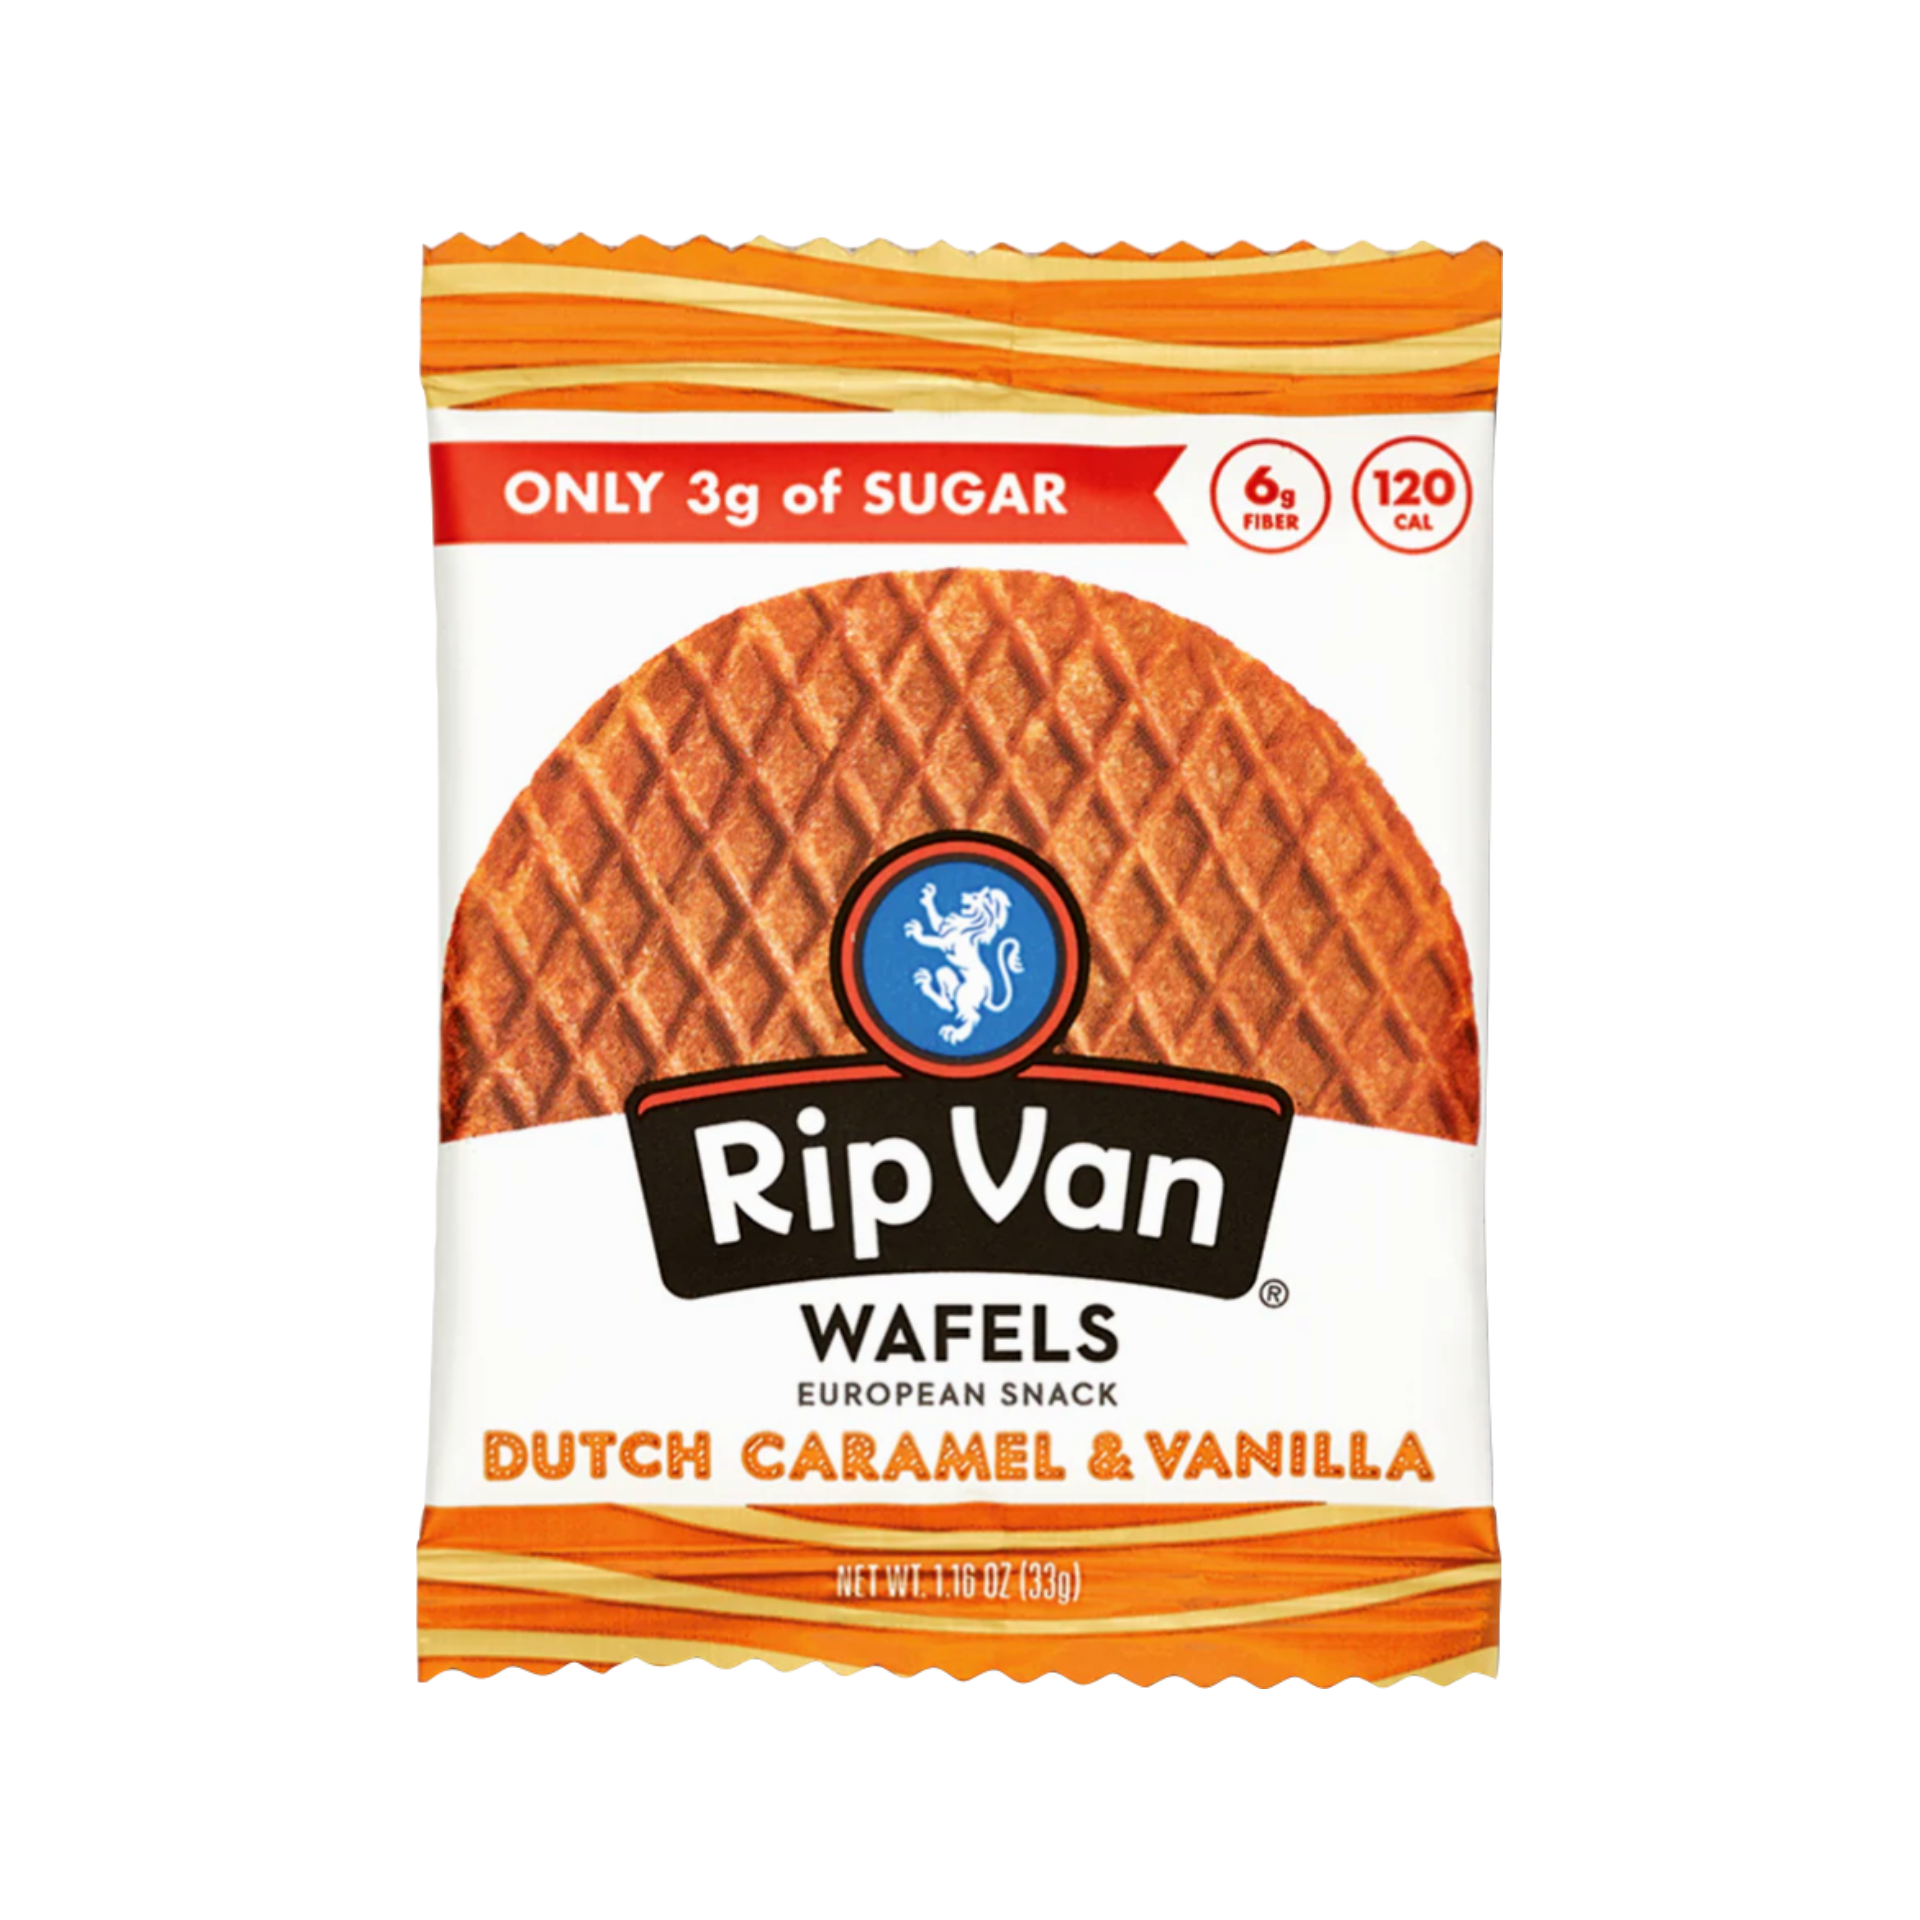 ONLY 3g of SUGAR
6g
FIBER
120
CAL
Rip Van
®
WAFELS
EUROPEAN SNACK
DUTCH CARAMEL & VANILLA
NET WT. 1.16 OZ (33g)